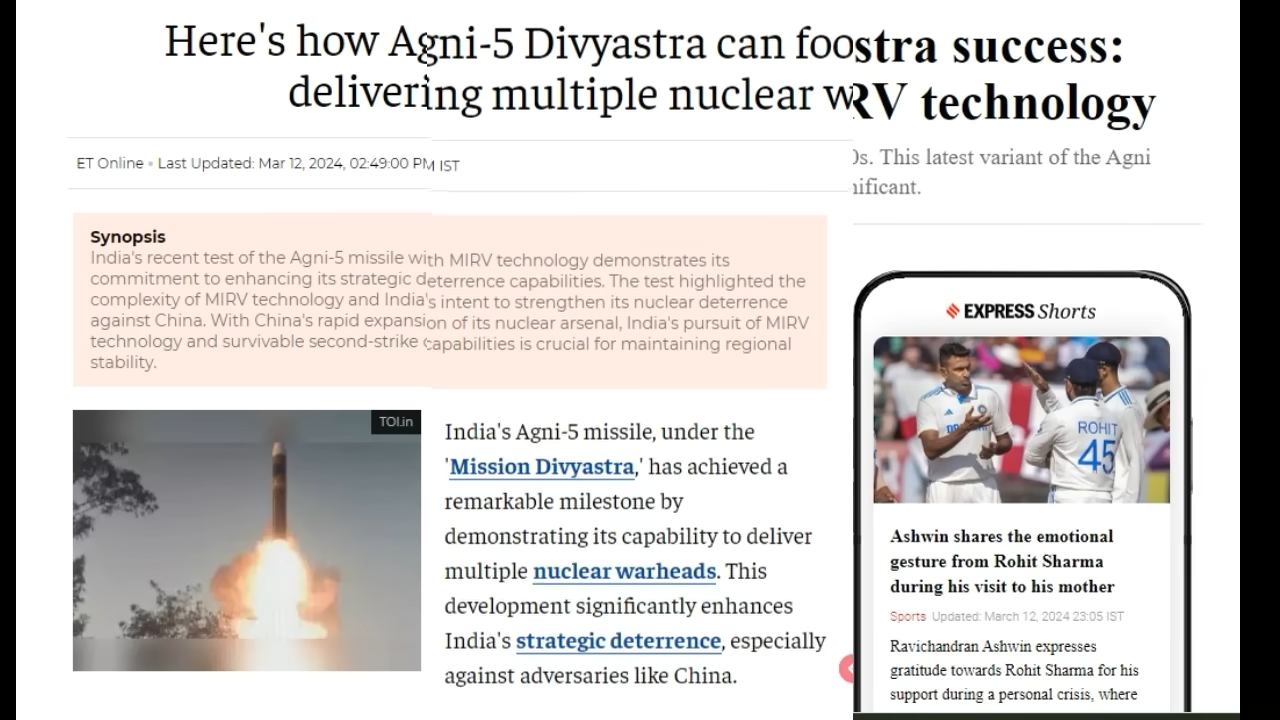 Here's how Agni-5 Divyastra can foo
delivering multiple nuclear w
ET Online • Last Updated: Mar 12, 2024, 02:49:00 PM IST
Synopsis
India's recent test of the Agni-5 missile with MIRV technology demonstrates its
commitment to enhancing its strategic deterrence capabilities. The test highlighted the
complexity of MIRV technology and India's intent to strengthen its nuclear deterrence
against China. With China's rapid expansion of its nuclear arsenal, India's pursuit of MIRV
technology and survivable second-strike capabilities is crucial for maintaining regional
stability.
TOI.in
India's Agni-5 missile, under the
'Mission Divyastra,' has achieved a
remarkable milestone by
demonstrating its capability to deliver
multiple nuclear warheads. This
development significantly enhances
India's strategic deterrence, especially
against adversaries like China.
stra success:
RV technology
0s. This latest variant of the Agni
nificant.
EXPRESS Shorts
ROHIT
45
Ashwin shares the emotional
gesture from Rohit Sharma
during his visit to his mother
Sports Updated: March 12, 2024 23:05 IST
Ravichandran Ashwin expresses
gratitude towards Rohit Sharma for his
support during a personal crisis, where